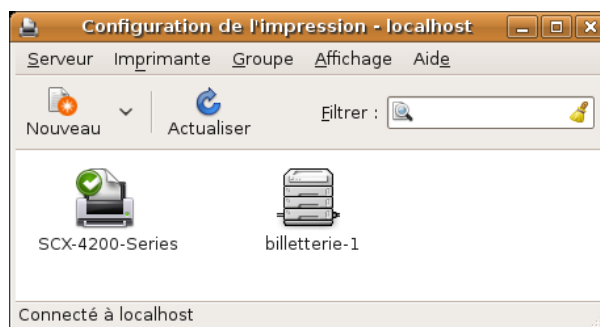 Configuration de l'impression - localhost
Serveur Imprimante Groupe Affichage Aide
Nouveau Actualiser Filtrer :
SCX-4200-Series billetterie-1
Connecté à localhost